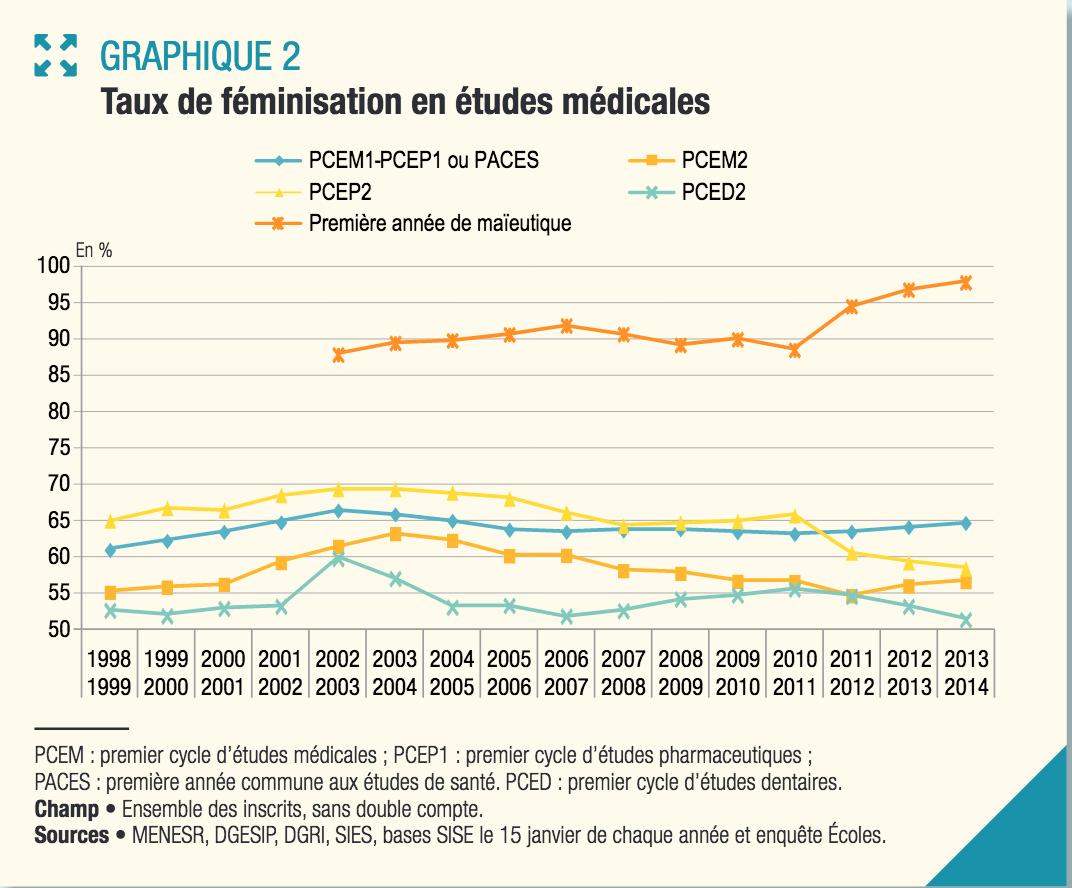 GRAPHIQUE 2
Taux de féminisation en études médicales
PCEM1-PCEP1 ou PACES
PCEM2
PCEP2
PCED2
Première année de maïeutique
En %
100
95
90
85
80
75
70
65
60
55
50
1998 1999 2000 2001 2002 2003 2004 2005 2006 2007 2008 2009 2010 2011 2012 2013
1999 2000 2001 2002 2003 2004 2005 2006 2007 2008 2009 2010 2011 2012 2013 2014
PCEM : premier cycle d'études médicales ; PCEP1 : premier cycle d'études pharmaceutiques ;
PACES : première année commune aux études de santé. PCED : premier cycle d'études dentaires.
Champ • Ensemble des inscrits, sans double compte.
Sources • MENESR, DGESIP, DGRI, SIES, bases SISE le 15 janvier de chaque année et enquête Écoles.